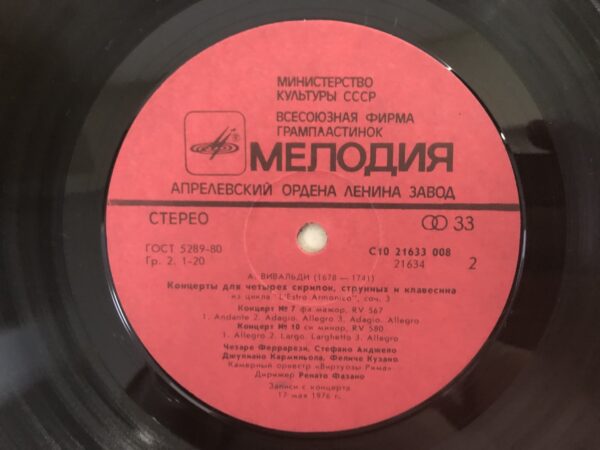 МИНИСТЕРСТВО
КУЛЬТУРЫ СССР
ВСЕСОЮЗНАЯ ФИРМА
ГРАМПЛАСТИНОК
МЕЛОДИЯ
АПРЕЛЕВСКИЙ ОРДЕНА ЛЕНИНА ЗАВОД
СТЕРЕО
33
ГОСТ 5289-80
Гр. 2. 1-20
С10 21633 008
21634
2
А. ВИВАЛЬДИ (1678 — 1741)
Концерты для четырех скрипок, струнных и клавесина
из цикла "L'Estro Armonico", соч. 3
Концерт № 7 фа мажор, RV 567
1. Andante 2. Adagio. Allegro 3. Adagio. Allegro
Концерт № 10 си минор, RV 580
1. Allegro 2. Largo. Larghetto 3. Allegro
Чезаре Феррарези, Стефано Анджело
Джулиано Карминьола, Феличе Кузано
Камерный оркестр «Виртуозы Рима»
Дирижер Ренато Фазано
Записи с концерта
17 мая 1976 г.